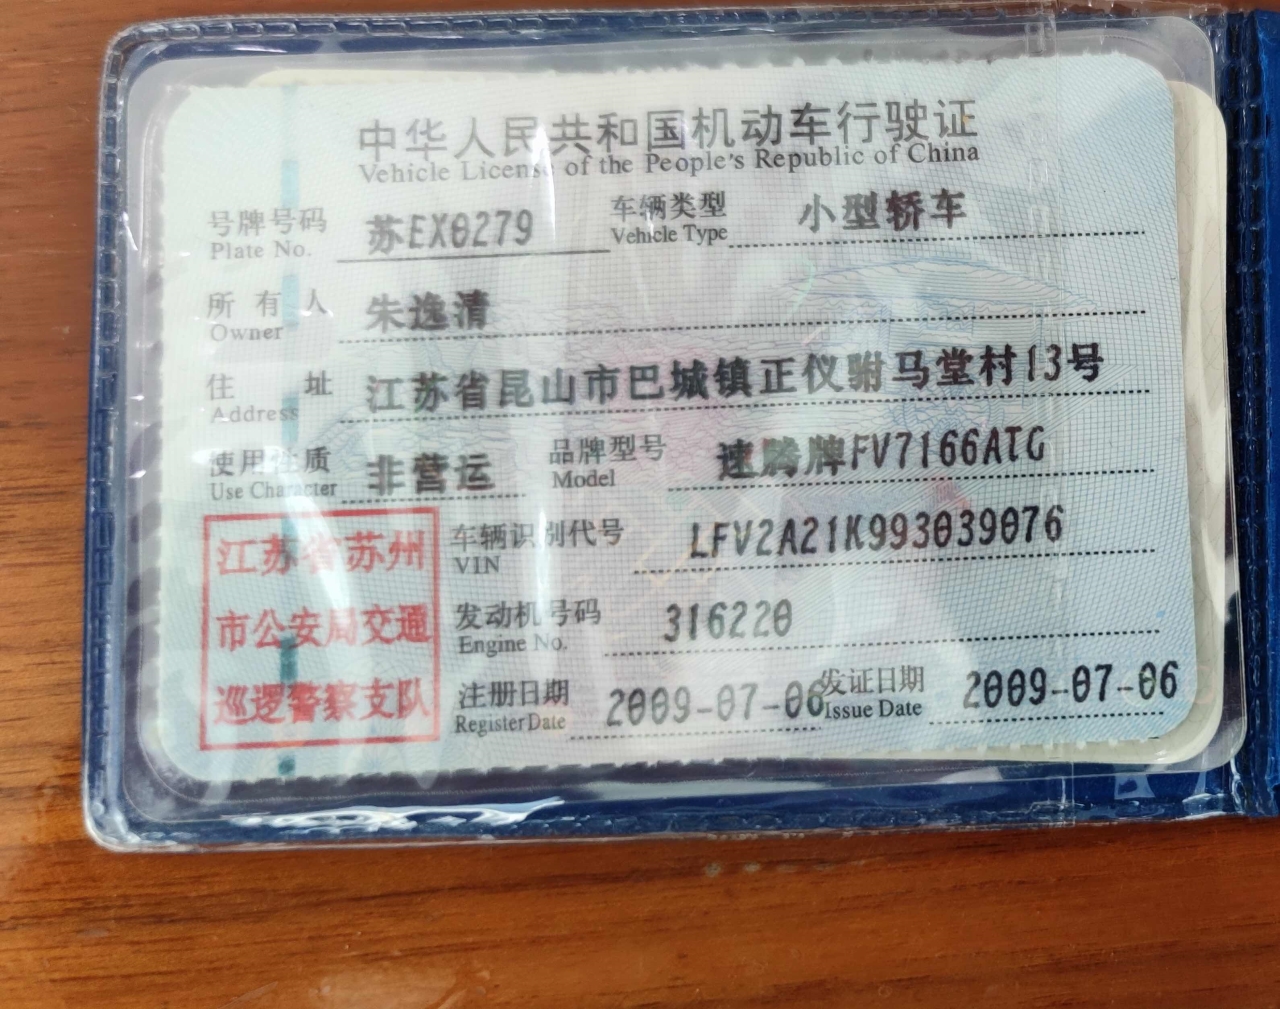 中华人民共和国机动车行驶证
Vehicle License of the People's Republic of China
号牌号码 苏EX0279 车辆类型 小型轿车
Plate No. Vehicle Type
所有人 朱逸清
Owner
住址 江苏省昆山市巴城镇正仪驸马堂村13号
Address
使用性质 非营运 品牌型号 速腾牌FV7166ATG
Use Character Model
江苏省苏州
市公安局交通
巡逻警察支队
车辆识别代号 LFV2A21K993039076
VIN
发动机号码 316220
Engine No.
注册日期 2009-07-06 发证日期 2009-07-06
Register Date Issue Date